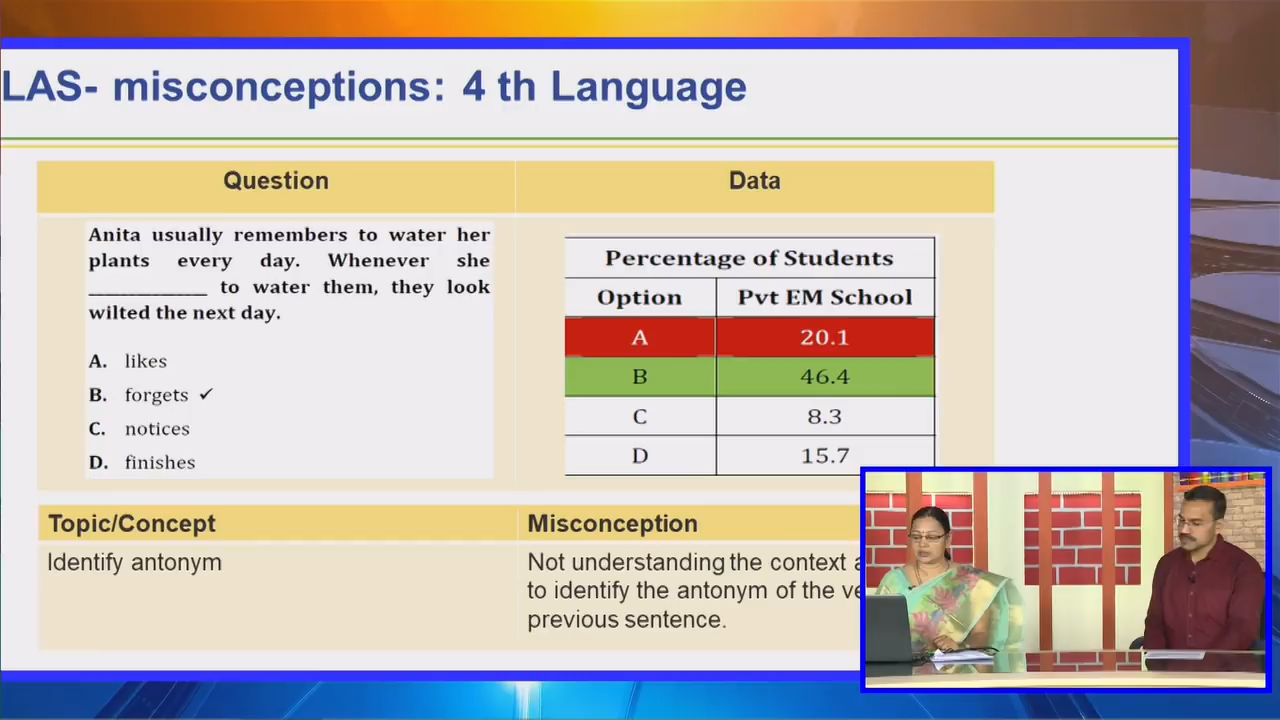 LAS- misconceptions: 4 th Language
Question
Data
Anita usually remembers to water her
plants every day. Whenever she
______________ to water them, they look
wilted the next day.
A. likes
B. forgets ✓
C. notices
D. finishes
Percentage of Students
Option Pvt EM School
A 20.1
B 46.4
C 8.3
D 15.7
Topic/Concept
Misconception
Identify antonym
Not understanding the context
to identify the antonym of the
previous sentence.